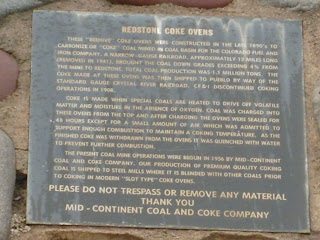 REDSTONE COKE OVENS
THESE "BEEHIVE" COKE OVENS WERE CONSTRUCTED IN THE LATE 1890'S TO
CARBONIZE OR "COKE" COAL MINED IN COAL BASIN FOR THE COLORADO FUEL AND
IRON COMPANY. A NARROW-GAUGE RAILROAD, APPROXIMATELY 12 MILES LONG
(REMOVED IN 1941), BROUGHT THE COAL DOWN GRADES EXCEEDING 4% FROM
THE MINE TO REDSTONE. TOTAL COAL PRODUCTION WAS 1.1 MILLION TONS. THE
COKE MADE AT THESE OVENS WAS THEN SHIPPED TO PUEBLO BY WAY OF THE
STANDARD GAUGE CRYSTAL RIVER RAILROAD. CF&I DISCONTINUED COKING
OPERATIONS IN 1908.
COKE IS MADE WHEN SPECIAL COALS ARE HEATED TO DRIVE OFF VOLATILE
MATTER AND MOISTURE IN THE ABSENCE OF OXYGEN. COAL WAS CHARGED INTO
THESE OVENS FROM THE TOP AND AFTER CHARGING THE OVENS WERE SEALED FOR
48 HOURS EXCEPT FOR A SMALL AMOUNT OF AIR WHICH WAS ADMITTED TO
SUPPORT ENOUGH COMBUSTION TO MAINTAIN A COKING TEMPERATURE. AS THE
FINISHED COKE WAS WITHDRAWN FROM THE OVENS IT WAS QUENCHED WITH WATER
TO PREVENT FURTHER COMBUSTION.
THE PRESENT COAL MINE OPERATIONS WERE BEGUN IN 1956 BY MID-CONTINENT
COAL AND COKE COMPANY. OUR PRODUCTION OF PREMIUM QUALITY COKING
COAL IS SHIPPED TO STEEL MILLS WHERE IT IS BLENDED WITH OTHER COALS PRIOR
TO COKING IN MODERN "SLOT TYPE" COKE OVENS.
PLEASE DO NOT TRESPASS OR REMOVE ANY MATERIAL
THANK YOU
MID-CONTINENT COAL AND COKE COMPANY